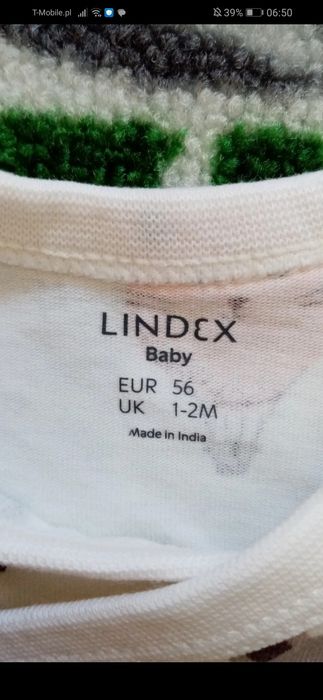 T-Mobile.pl 39% 06:50
LINDEX
Baby
EUR 56
UK 1-2M
Made in India